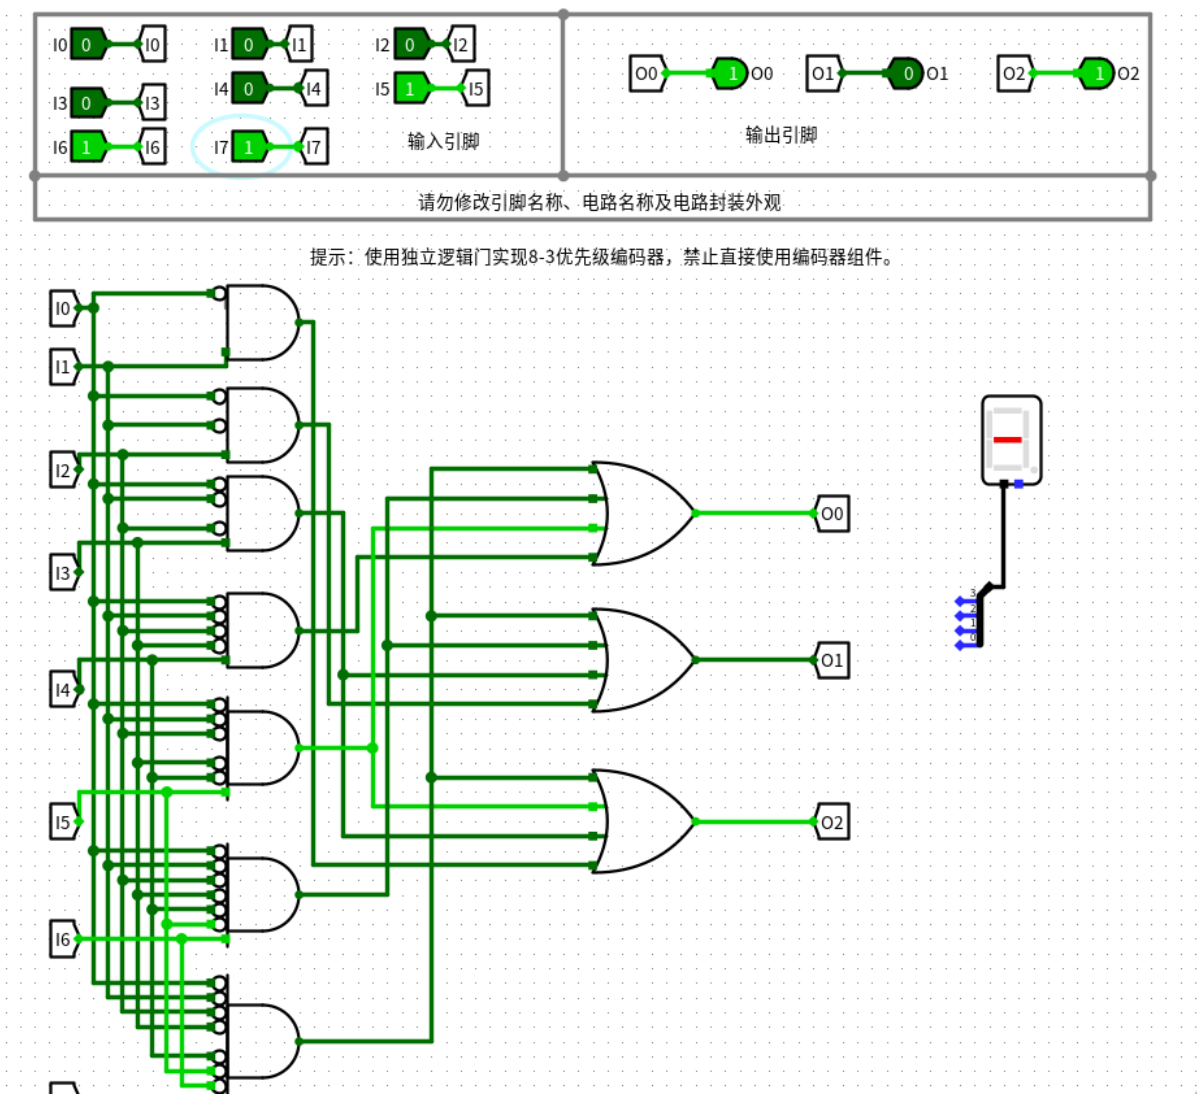 I0 0 I0 I1 0 I1 I2 0 I2
I3 0 I3 I4 0 I4 I5 1 I5
I6 1 I6 I7 1 I7 输入引脚
O0 1 O0 O1 0 O1 O2 1 O2
输出引脚
请勿修改引脚名称、电路名称及电路封装外观
提示：使用独立逻辑门实现8-3优先级编码器，禁止直接使用编码器组件。
I0
I1
I2
I3
I4
I5
I6
O0
O1
O2
3
2
1
0